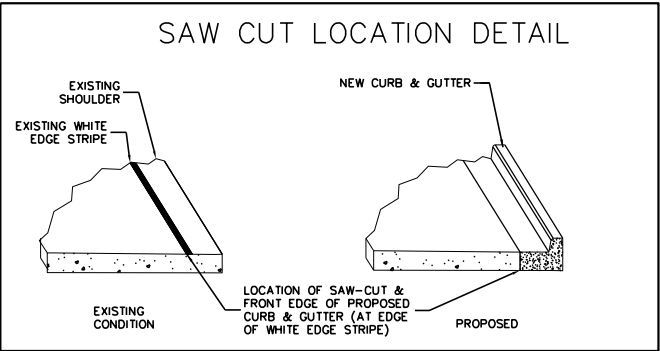 SAW CUT LOCATION DETAIL
EXISTING
SHOULDER
EXISTING WHITE
EDGE STRIPE
NEW CURB & GUTTER
LOCATION OF SAW-CUT &
FRONT EDGE OF PROPOSED
CURB & GUTTER (AT EDGE
OF WHITE EDGE STRIPE)
EXISTING
CONDITION
PROPOSED